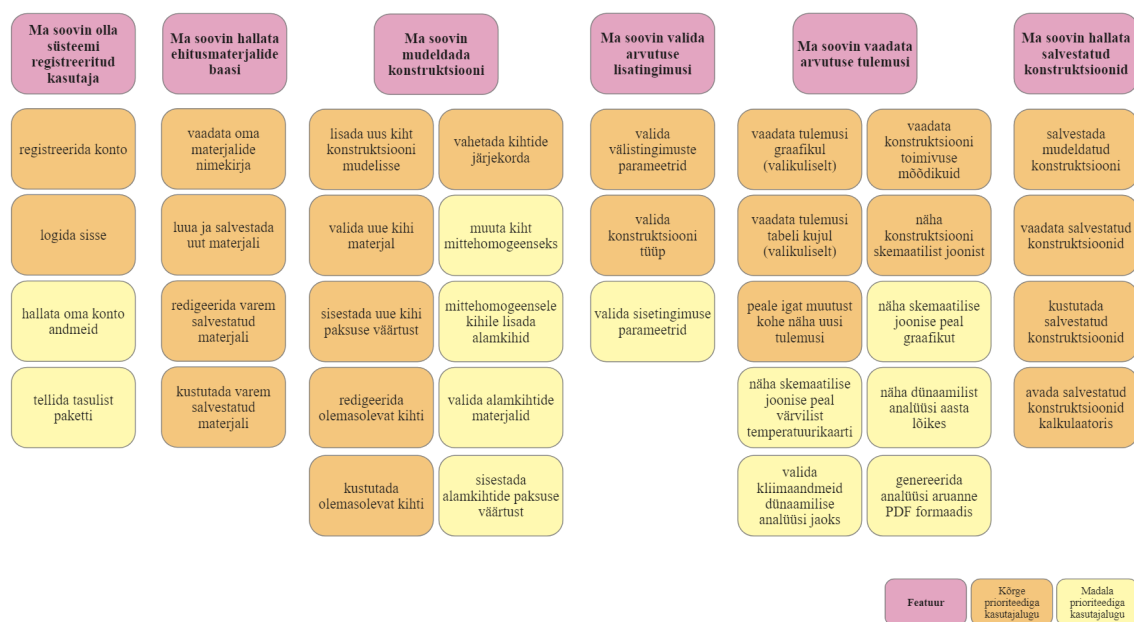 Ma soovin olla
süsteemi
registreeritud
kasutaja
Ma soovin hallata
ehitusmaterjalide
baasi
Ma soovin
mudeldada
konstruktsiooni
Ma soovin valida
arvutuse
lisatingimusi
Ma soovin vaadata
arvutuse tulemusi
Ma soovin hallata
salvestatud
konstruktsioonid
registreerida konto
vaadata oma
materjalide
nimekirja
lisada uus kiht
konstruktsiooni
mudelisse
vahetada kihtide
järjekorda
valida
välistingimuste
parameetrid
vaadata tulemusi
graafikul
(valikuliselt)
vaadata
konstruktsiooni
toimivuse
mõõdikuid
salvestada
mudeldatud
konstruktsiooni
logida sisse
luua ja salvestada
uut materjali
valida uue kihi
materjal
muuta kiht
mittehomogeenseks
valida
konstruktsiooni
tüüp
vaadata tulemusi
tabeli kujul
(valikuliselt)
näha
konstruktsiooni
skemaatilist joonist
vaadata salvestatud
konstruktsioonid
hallata oma konto
andmeid
redigeerida varem
salvestatud
materjali
sisestada uue kihi
paksuse väärtust
mittehomogeensele
kihile lisada
alamkihid
valida sisetingimuse
parameetrid
peale igat muutust
kohe näha uusi
tulemusi
näha skemaatilise
joonise peal
graafikut
kustutada
salvestatud
konstruktsioonid
tellida tasulist
paketti
kustutada varem
salvestatud
materjali
redigeerida
olemasolevat kihti
valida alamkihtide
materjalid
näha skemaatilise
joonise peal
värvilist
temperatuurikaarti
näha dünaamilist
analüüsi aasta
lõikes
avada salvestatud
konstruktsioonid
kalkulaatoris
kustutada
olemasolevat kihti
sisestada
alamkihtide paksuse
väärtust
valida
kliimaandmeid
dünaamilise
analüüsi jaoks
genereerida
analüüsi aruanne
PDF formaadis
Featuur
Kõrge
prioriteediga
kasutajalugu
Madala
prioriteediga
kasutajalugu